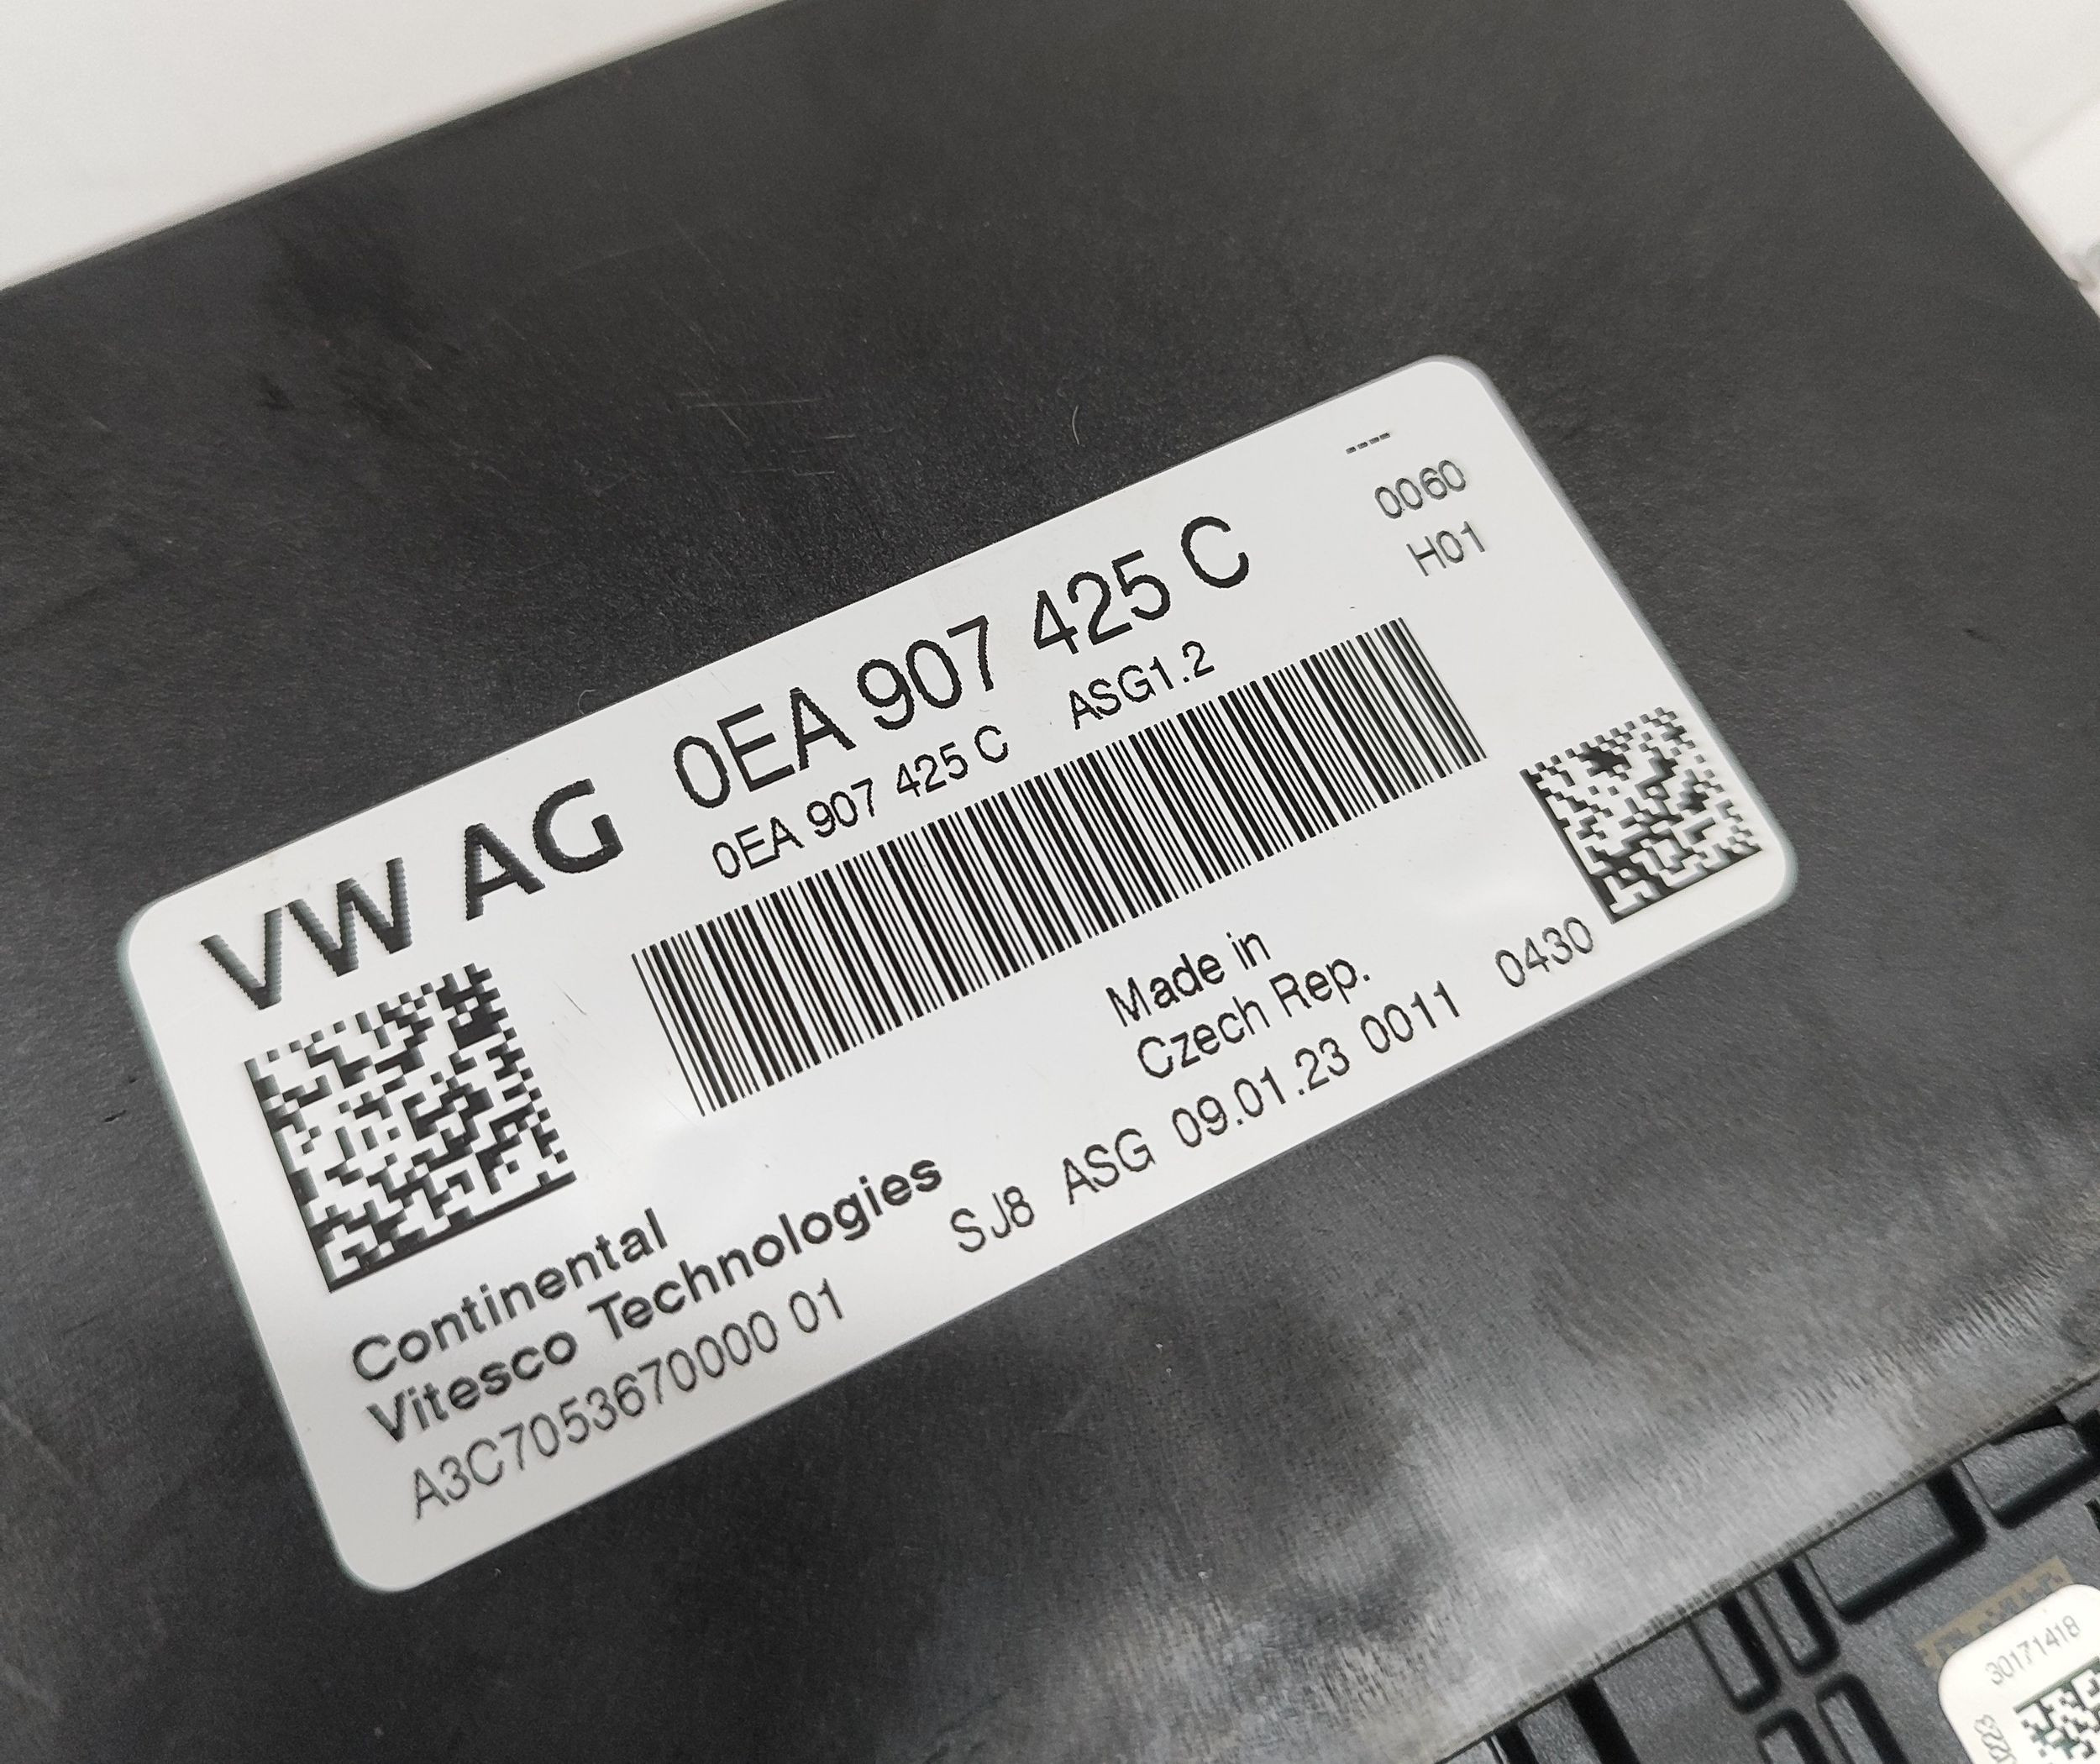 ----
0060
H01
VW AG 0EA 907 425 C
0EA 907 425 C ASG1.2
Made in
Czech Rep.
Continental
Vitesco Technologies
A3C7053670000 01
SJ8 ASG 09.01.23 0011 0430
30171418